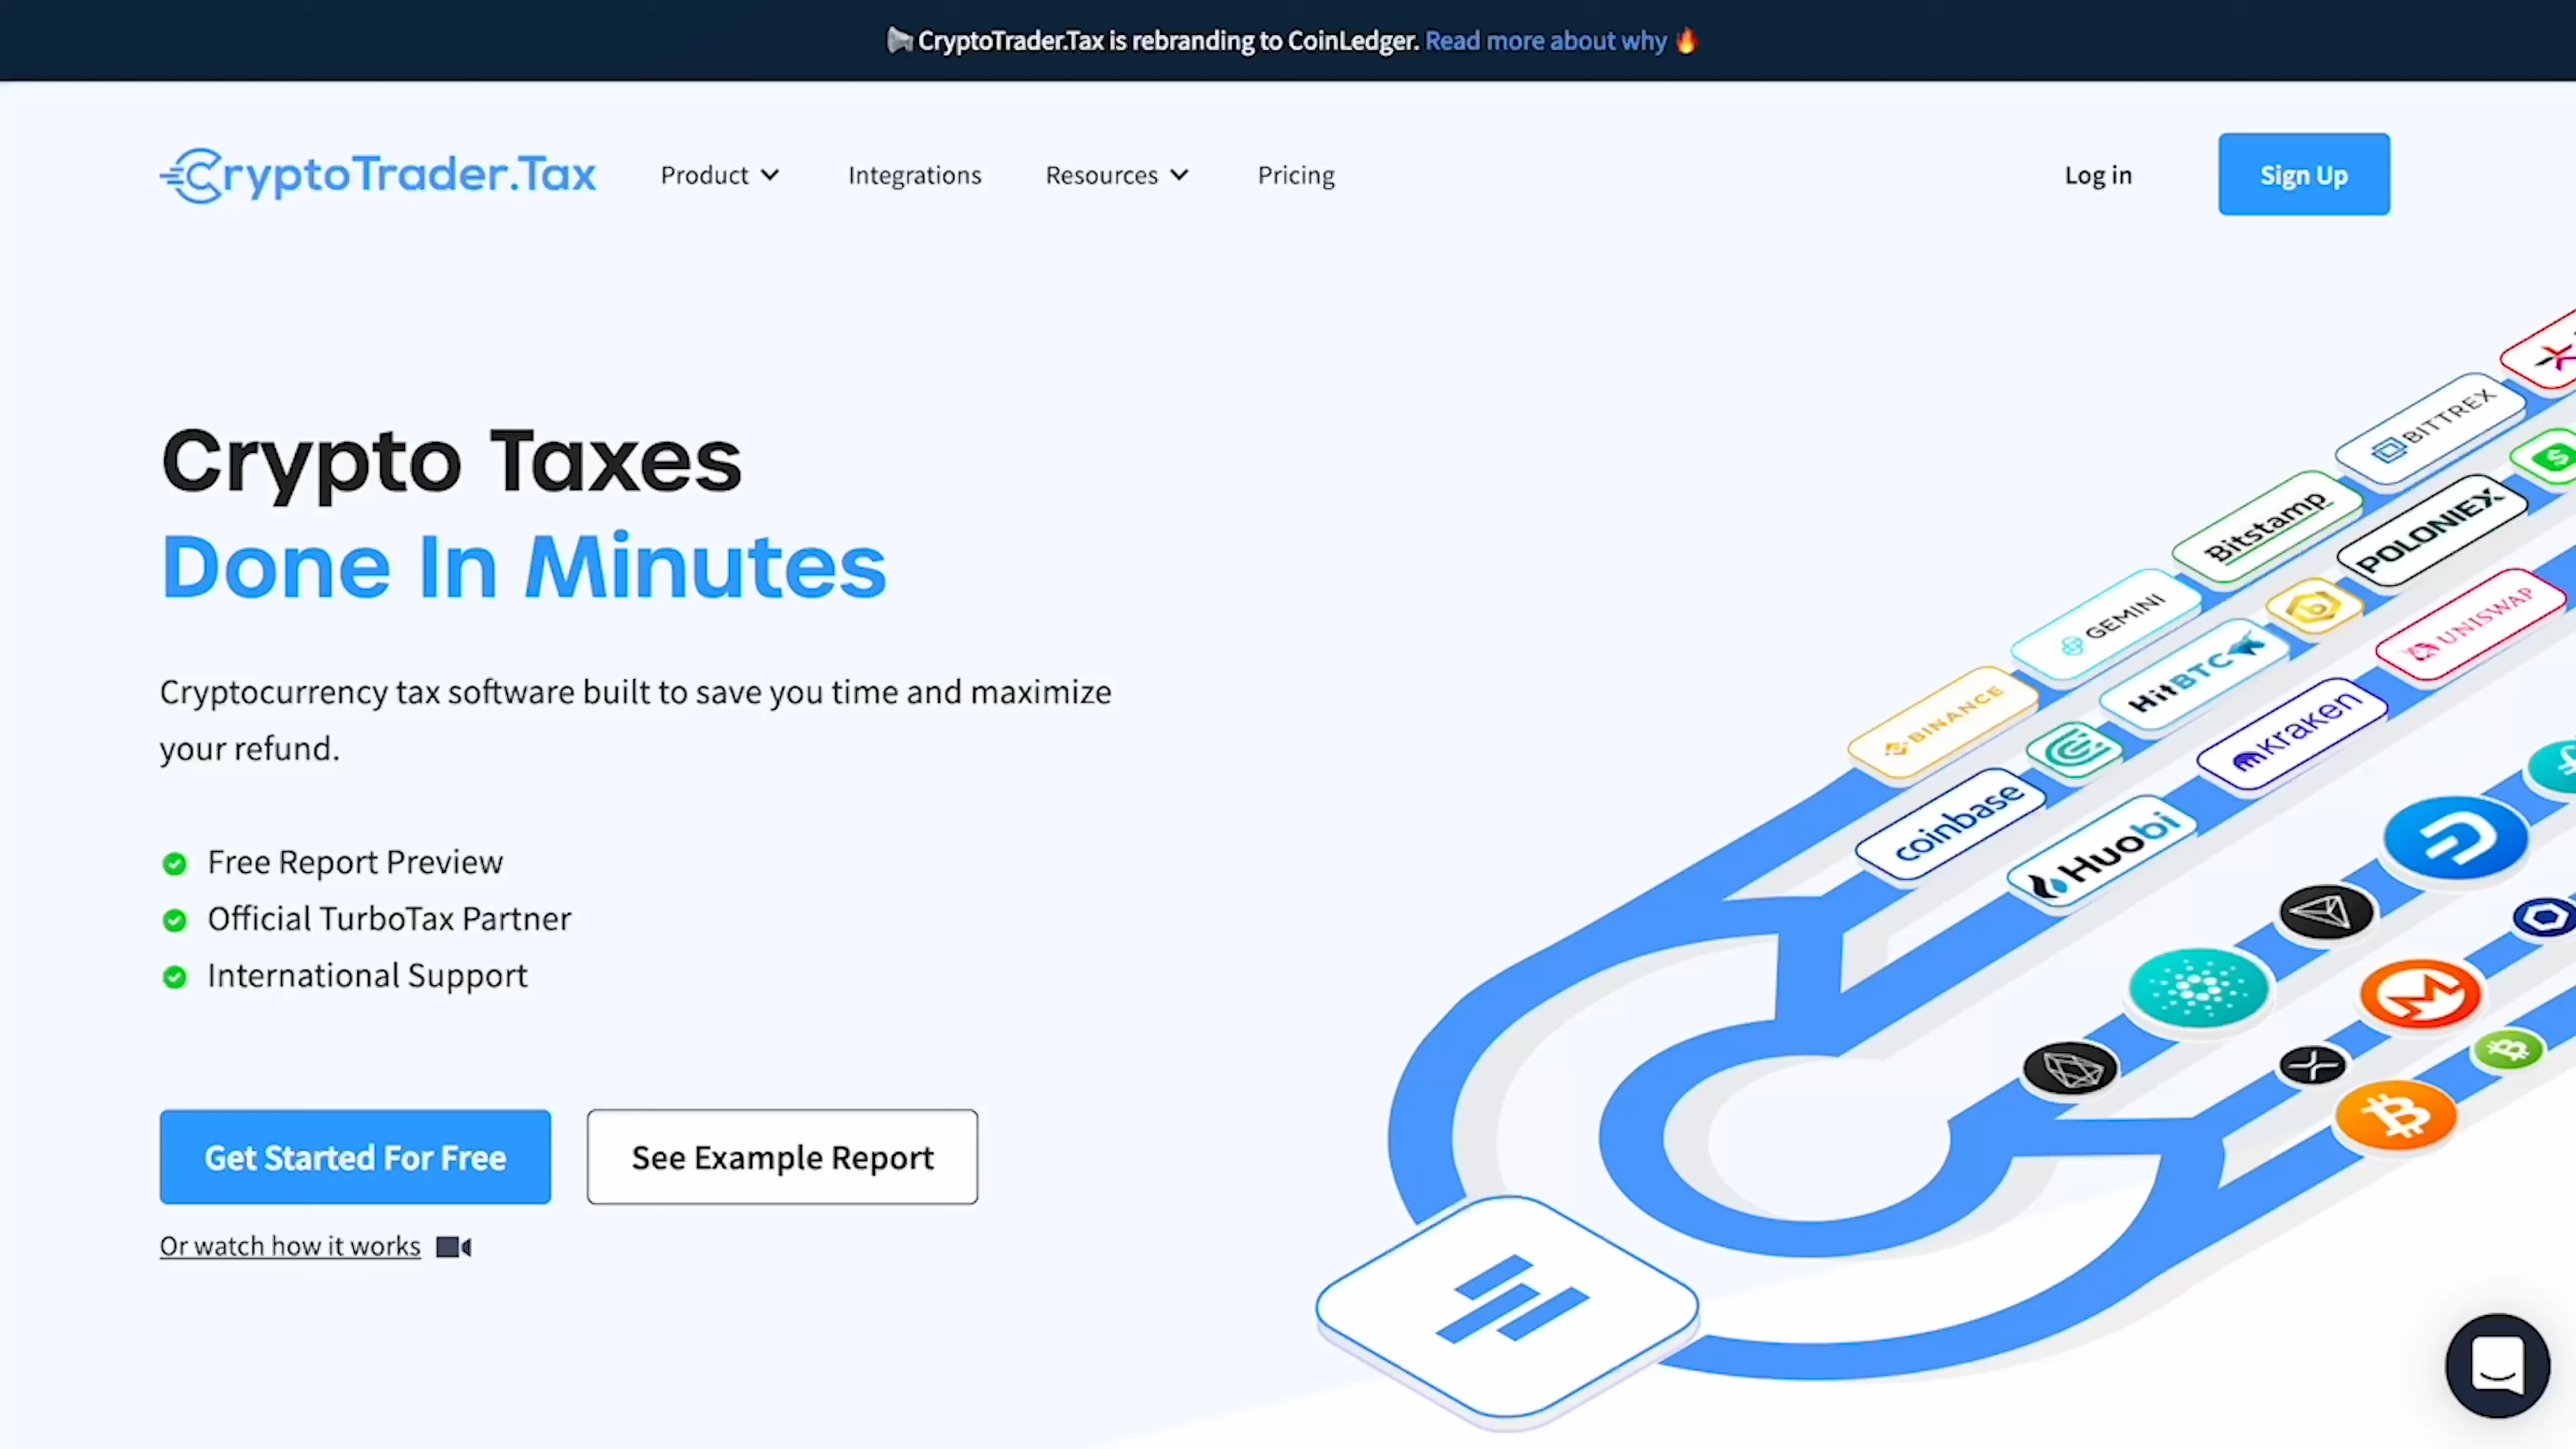 CryptoTrader.Tax is rebranding to CoinLedger. Read more about why
CryptoTrader.Tax
Product
Integrations
Resources
Pricing
Log in
Sign Up
Crypto Taxes
Done In Minutes
Cryptocurrency tax software built to save you time and maximize
your refund.
Free Report Preview
Official TurboTax Partner
International Support
Get Started For Free
See Example Report
Or watch how it works
BITTREX
Bitstamp
POLONIEX
GEMINI
UNISWAP
HitBTC
BINANCE
kraken
coinbase
Huobi